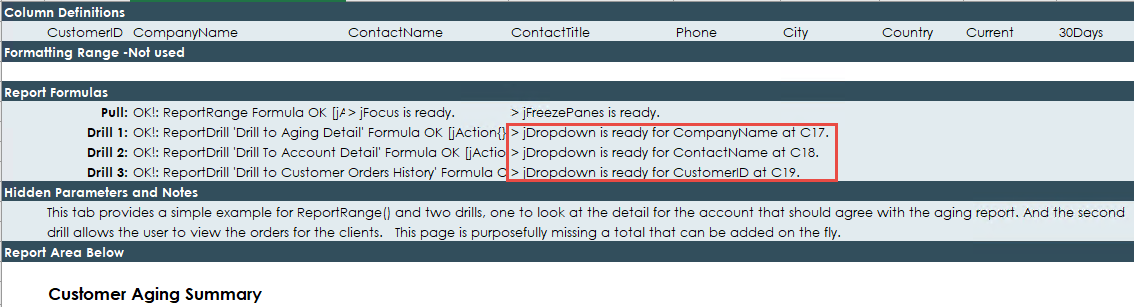 Column Definitions
CustomerID CompanyName ContactName ContactTitle Phone City Country Current 30Days
Formatting Range -Not used
Report Formulas
Pull: OK!: ReportRange Formula OK [jA > jFocus is ready. > jFreezePanes is ready.
Drill 1: OK!: ReportDrill 'Drill to Aging Detail' Formula OK [jAction{} > jDropdown is ready for CompanyName at C17.
Drill 2: OK!: ReportDrill 'Drill To Account Detail' Formula OK [jActio > jDropdown is ready for ContactName at C18.
Drill 3: OK!: ReportDrill 'Drill to Customer Orders History' Formula O > jDropdown is ready for CustomerID at C19.
Hidden Parameters and Notes
This tab provides a simple example for ReportRange() and two drills, one to look at the detail for the account that should agree with the aging report. And the second
drill allows the user to view the orders for the clients. This page is purposefully missing a total that can be added on the fly.
Report Area Below
Customer Aging Summary